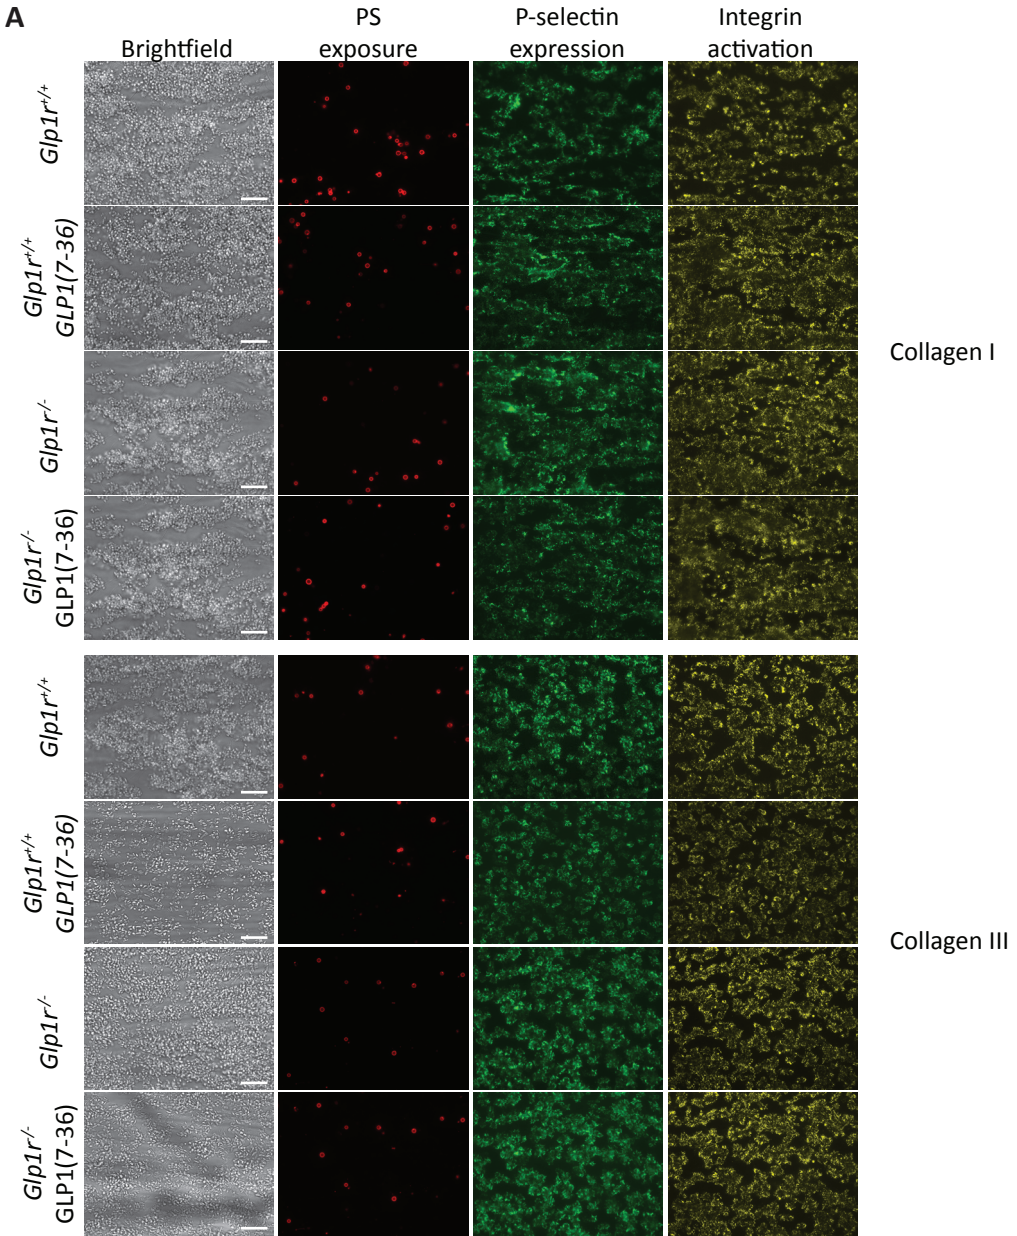 A
Brightfield
PS
exposure
P-selectin
expression
Integrin
activation
Glp1r+/+
Glp1r+/+
GLP1(7-36)
Glp1r-/-
Glp1r-/-
GLP1(7-36)
Collagen I
Glp1r+/+
Glp1r+/+
GLP1(7-36)
Glp1r-/-
Glp1r-/-
GLP1(7-36)
Collagen III